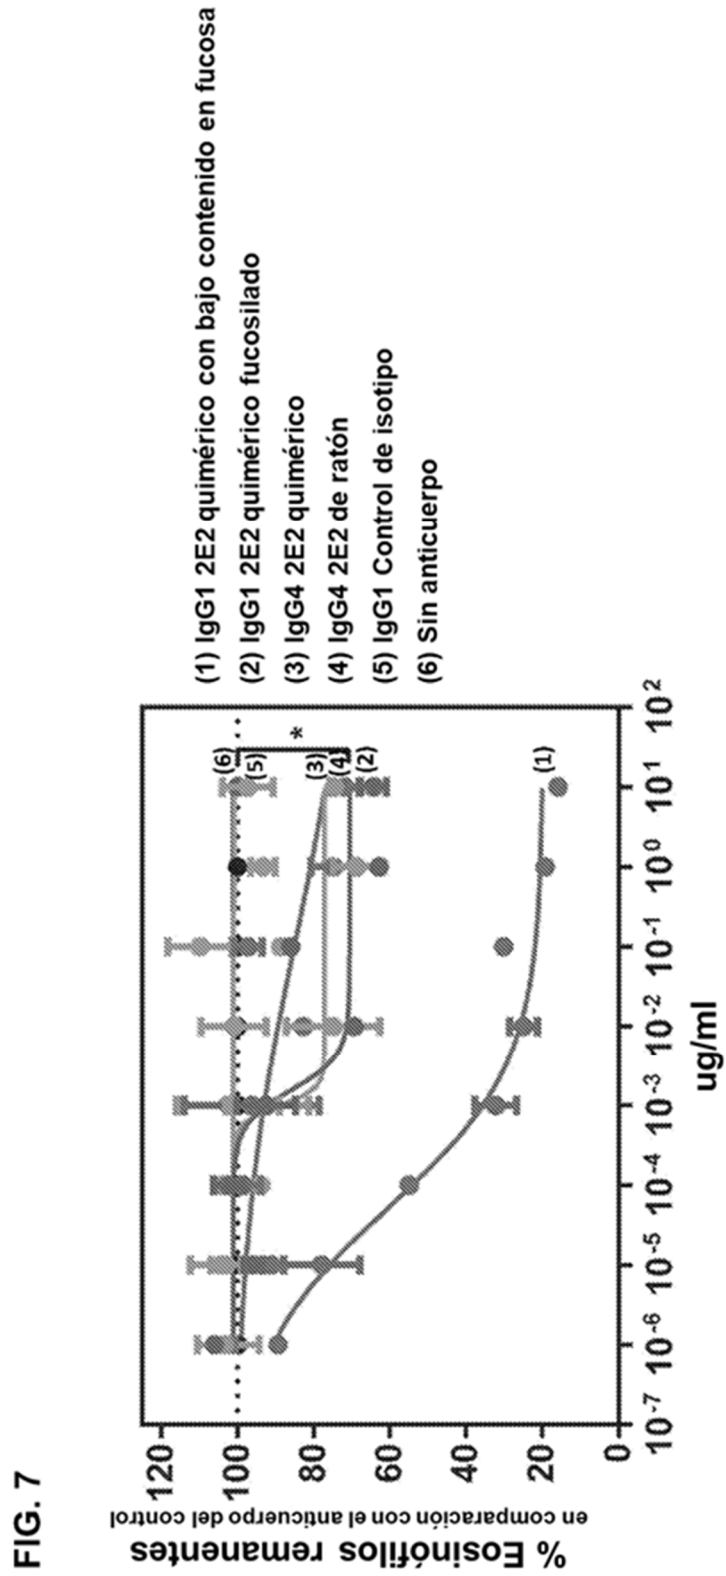 FIG. 7
% Eosinófilos remanentes
en comparación con el anticuerpo del control
120
100
80
60
40
20
0
10-7 10-6 10-5 10-4 10-3 10-2 10-1 100 101 102
ug/ml
(6)
(5)
*
(3)
(4)
(2)
(1)
(1) IgG1 2E2 quimérico con bajo contenido en fucosa
(2) IgG1 2E2 quimérico fucosilado
(3) IgG4 2E2 quimérico
(4) IgG4 2E2 de ratón
(5) IgG1 Control de isotipo
(6) Sin anticuerpo